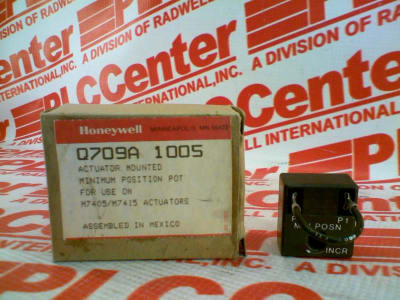 PLCCenter
A DIVISION OF RADWELL INTERNATIONAL, INC.
Honeywell MINNEAPOLIS, MN
Q709A 1005
ACTUATOR MOUNTED
MINIMUM POSITION POT
FOR USE ON
M7405/M7415 ACTUATORS
ASSEMBLED IN MEXICO
P1
POSN
INCR